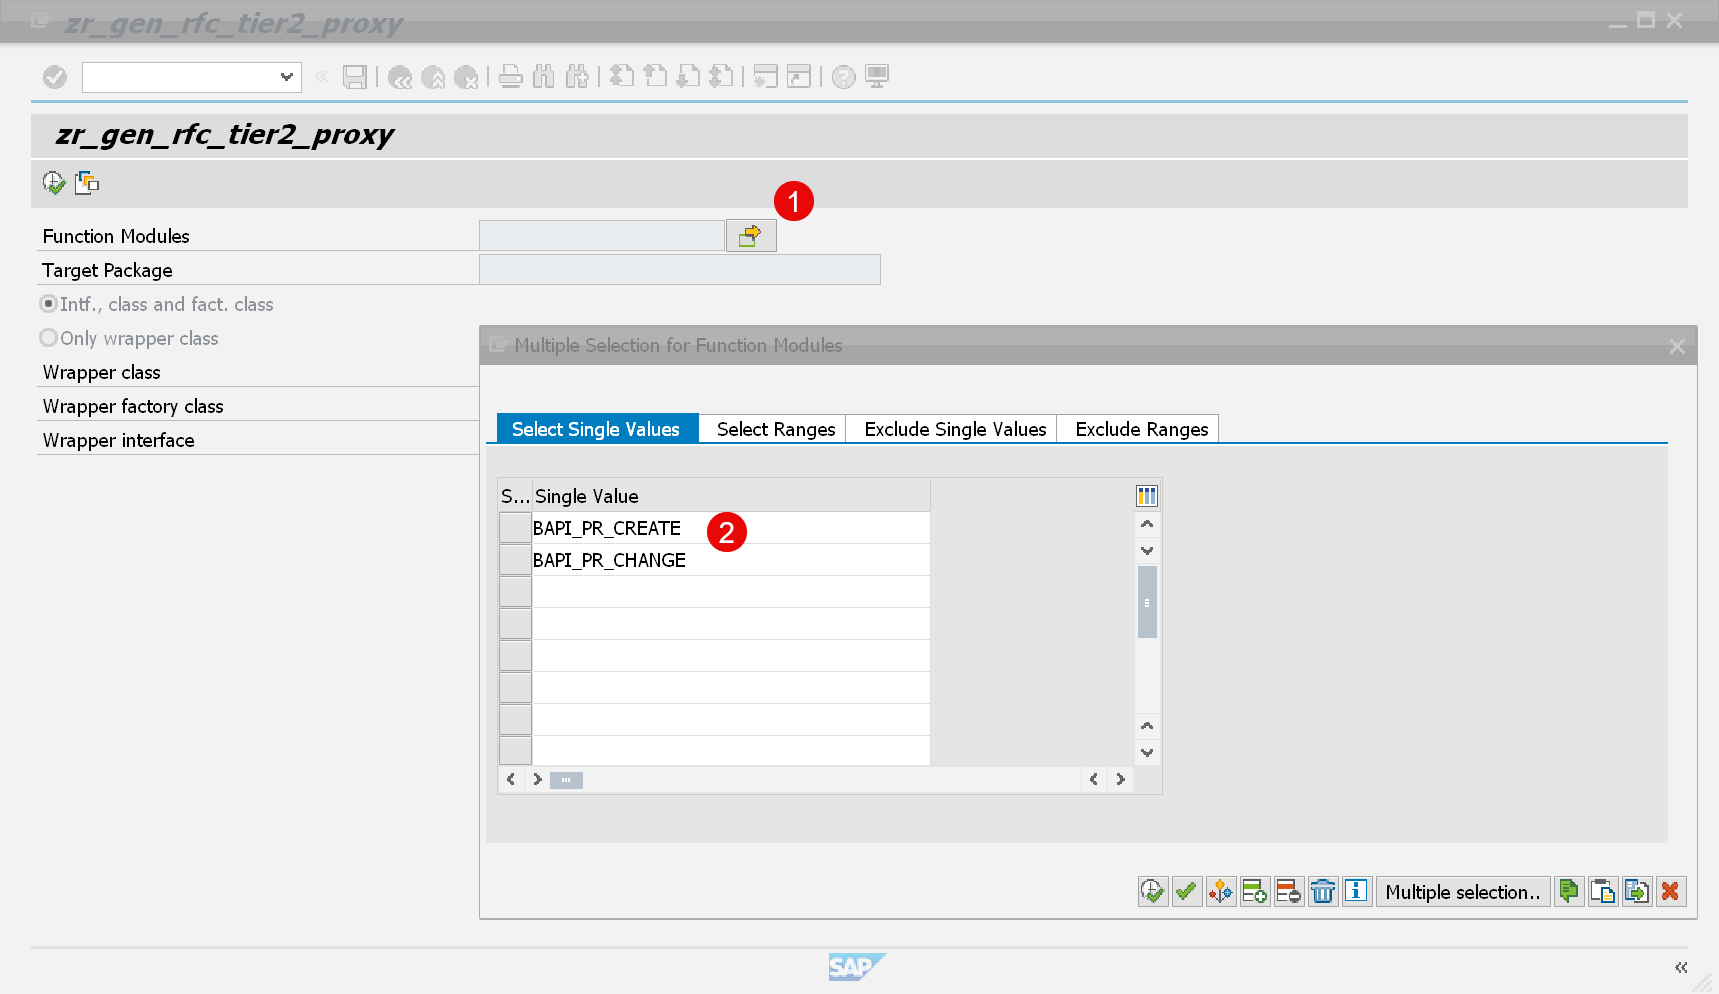 zr_gen_rfc_tier2_proxy
zr_gen_rfc_tier2_proxy
1
Function Modules
Target Package
Intf., class and fact. class
Only wrapper class
Wrapper class
Wrapper factory class
Wrapper interface
Multiple Selection for Function Modules
Select Single Values Select Ranges Exclude Single Values Exclude Ranges
S... Single Value
BAPI_PR_CREATE 2
BAPI_PR_CHANGE
Multiple selection..
SAP